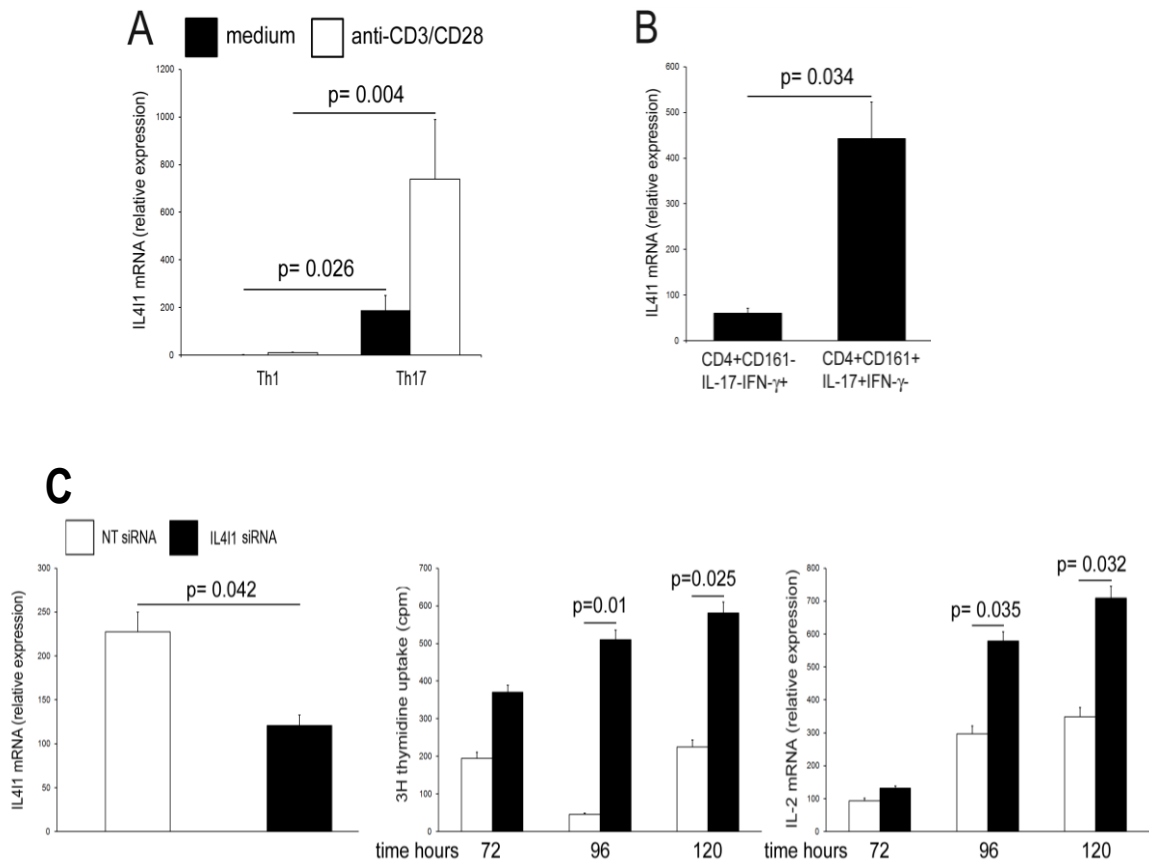 A medium anti-CD3/CD28
IL4I1 mRNA (relative expression)
1200
1000
800
600
400
200
0
p= 0.004
p= 0.026
Th1 Th17
B
IL4I1 mRNA (relative expression)
600
500
400
300
200
100
0
p= 0.034
CD4+CD161- CD4+CD161+
IL-17-IFN-γ+ IL-17+IFN-γ-
C
NT siRNA IL4I1 siRNA
IL4I1 mRNA (relative expression)
300
250
200
150
100
50
0
p= 0.042
3H thymidine uptake (cpm)
700
600
500
400
300
200
100
0
p=0.01
p=0.025
time hours 72 96 120
IL-2 mRNA (relative expression)
800
700
600
500
400
300
200
100
0
p= 0.035
p= 0.032
time hours 72 96 120